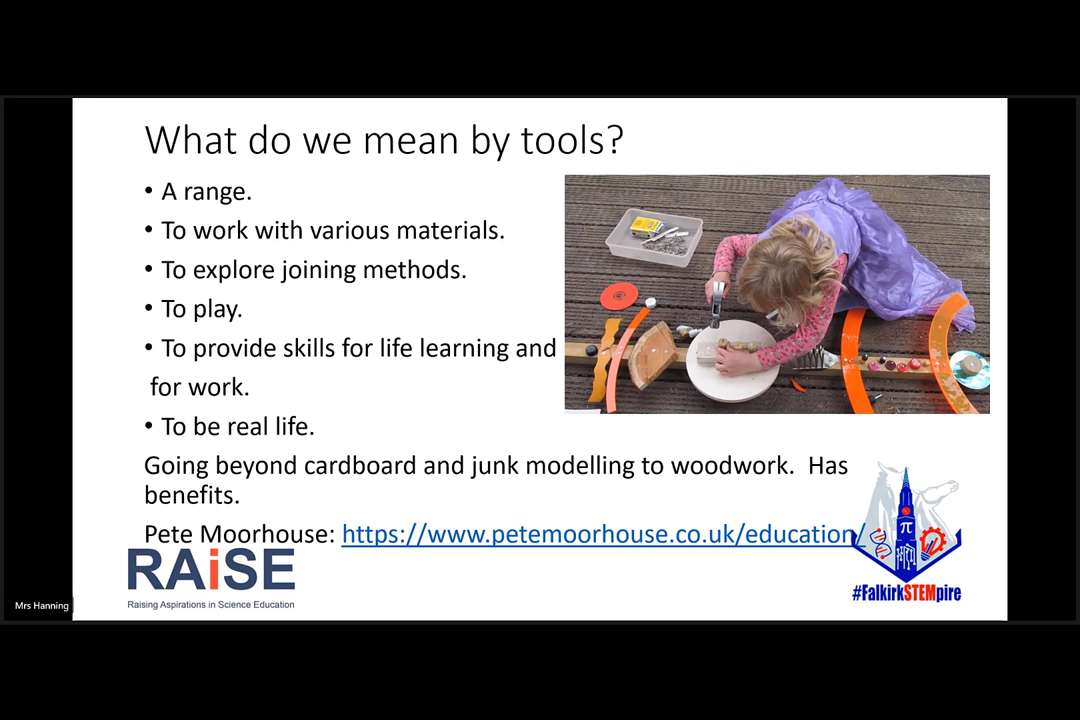 What do we mean by tools?
• A range.
• To work with various materials.
• To explore joining methods.
• To play.
• To provide skills for life learning and
for work.
• To be real life.
Going beyond cardboard and junk modelling to woodwork.  Has
benefits.
Pete Moorhouse: https://www.petemoorhouse.co.uk/education/
RAiSE
Raising Aspirations in Science Education
π
#FalkirkSTEMpire
Mrs Hanning